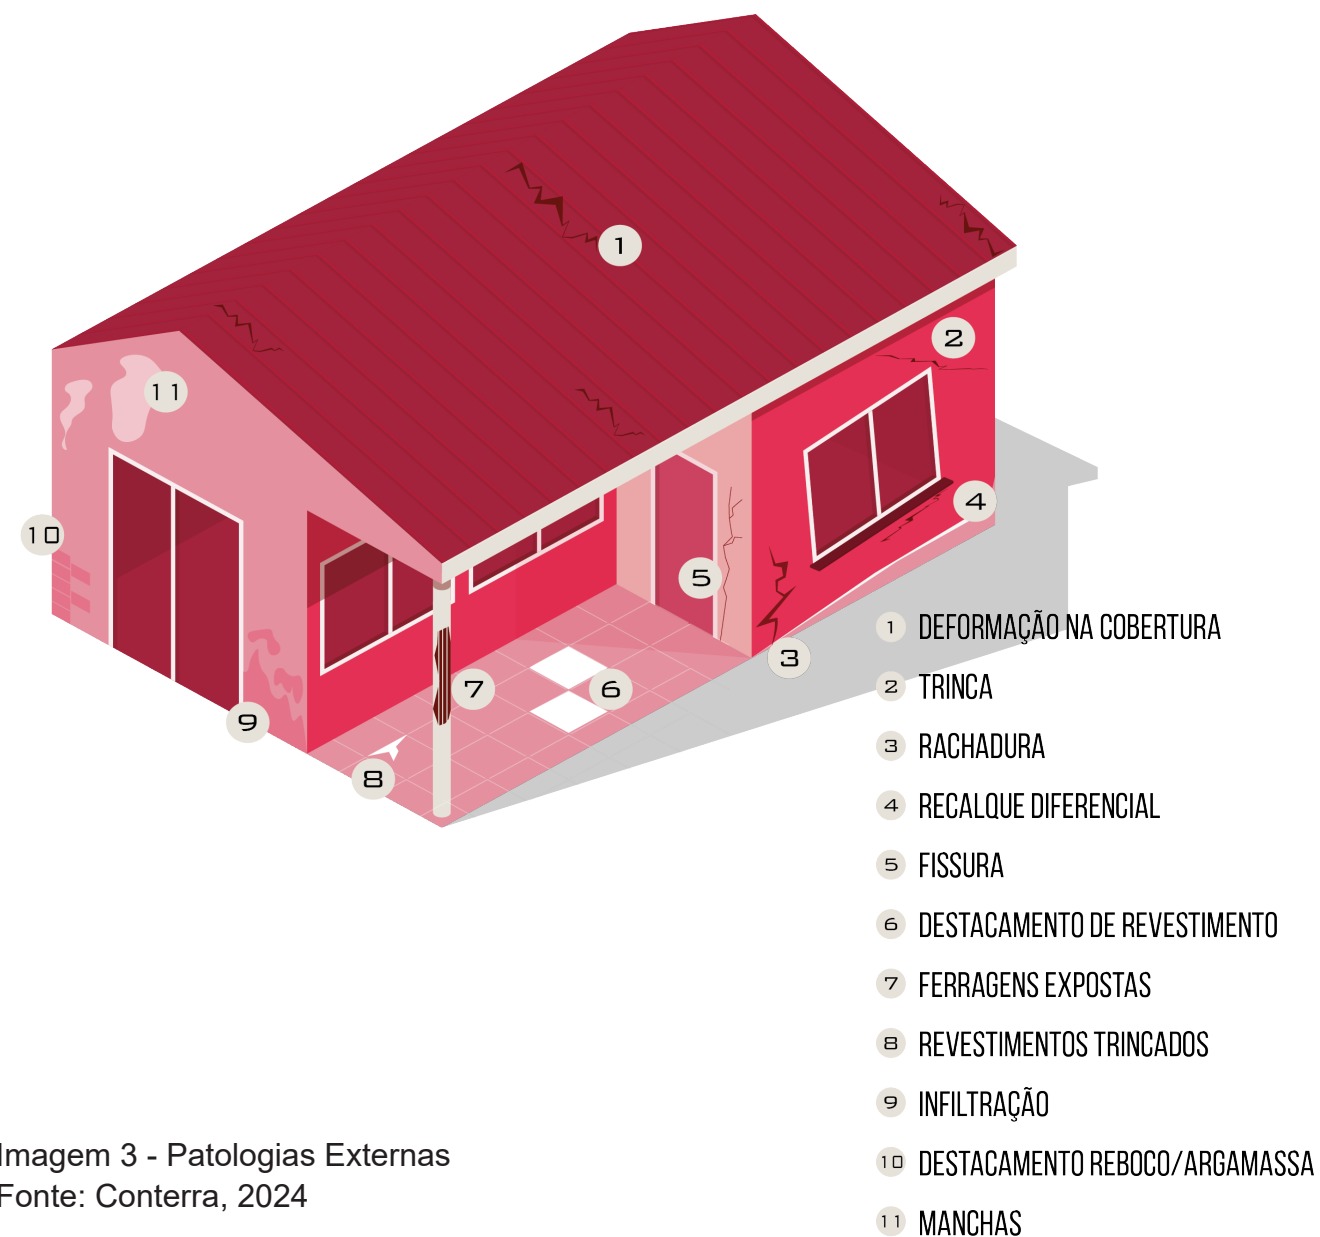 1
2
11
4
10
5
3
7
6
9
8
1 DEFORMAÇÃO NA COBERTURA
2 TRINCA
3 RACHADURA
4 RECALQUE DIFERENCIAL
5 FISSURA
6 DESTACAMENTO DE REVESTIMENTO
7 FERRAGENS EXPOSTAS
8 REVESTIMENTOS TRINCADOS
9 INFILTRAÇÃO
10 DESTACAMENTO REBOCO/ARGAMASSA
11 MANCHAS
Imagem 3 - Patologias Externas
Fonte: Conterra, 2024